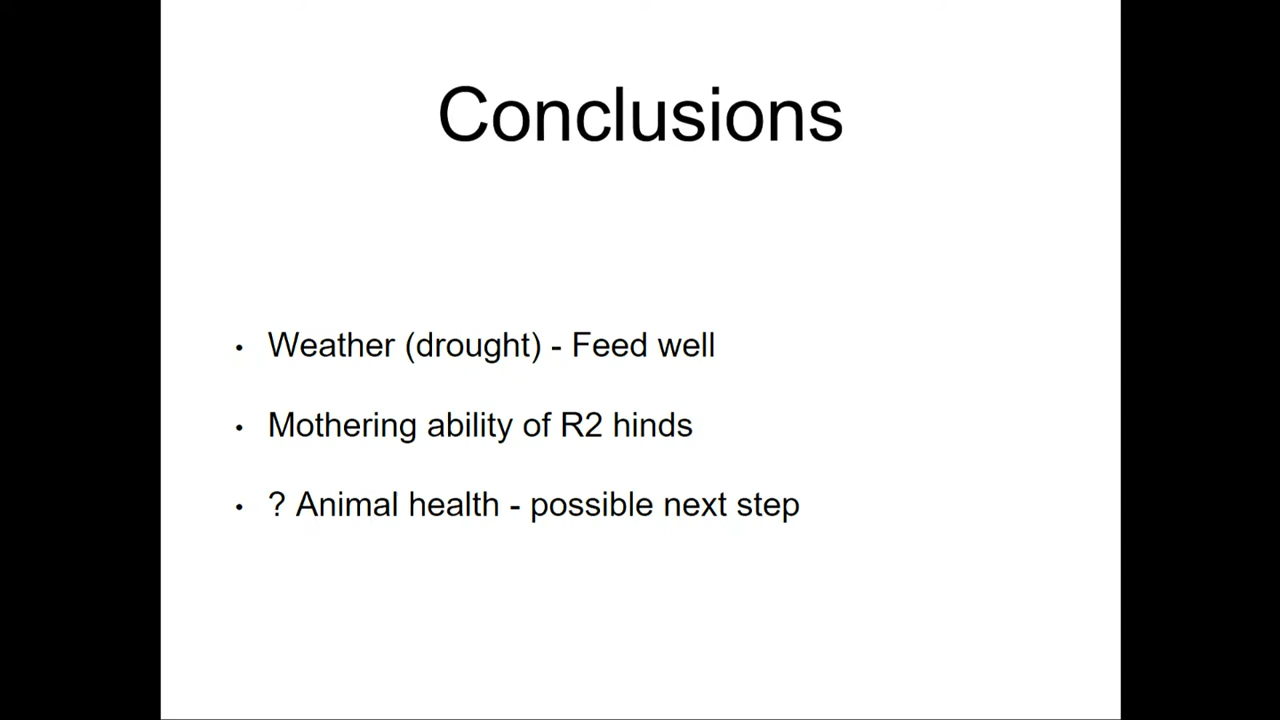 Conclusions
• Weather (drought) - Feed well
• Mothering ability of R2 hinds
• ? Animal health - possible next step